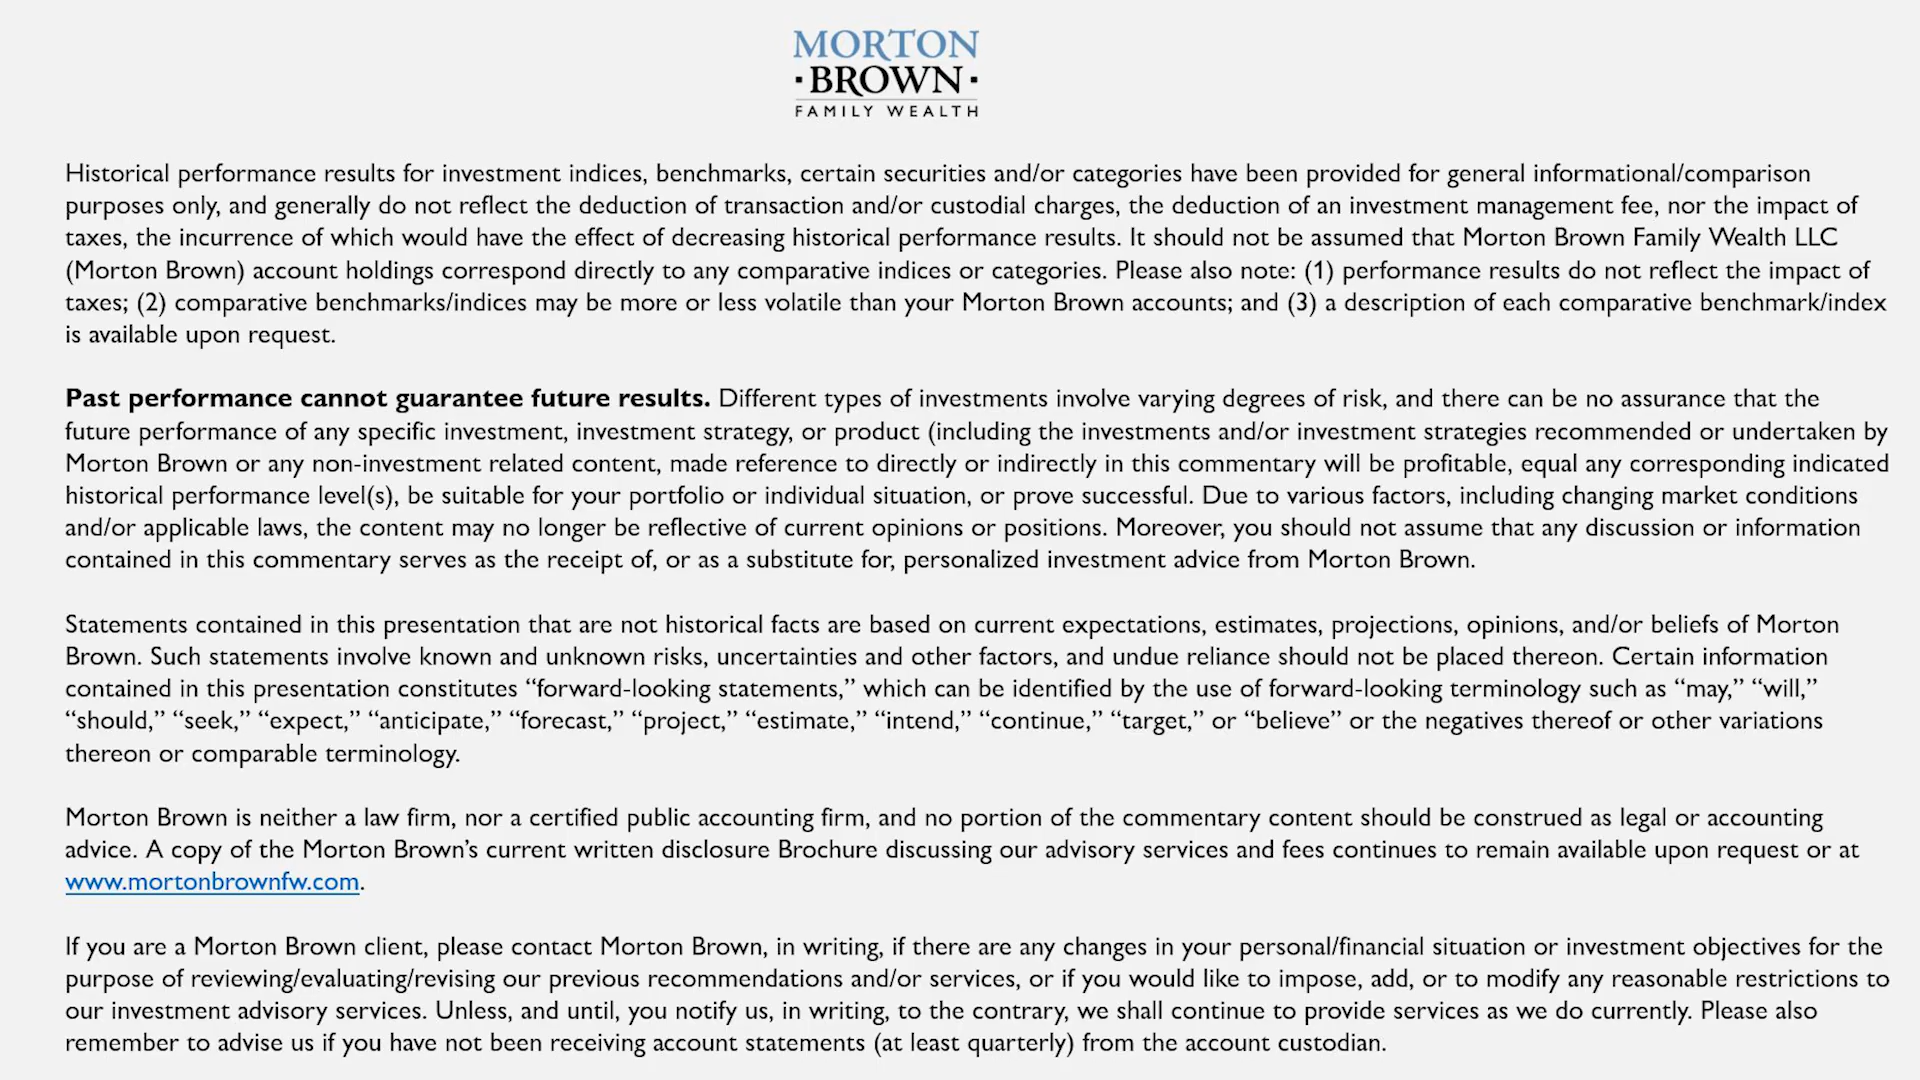 MORTON
·BROWN·
FAMILY WEALTH
Historical performance results for investment indices, benchmarks, certain securities and/or categories have been provided for general informational/comparison
purposes only, and generally do not reflect the deduction of transaction and/or custodial charges, the deduction of an investment management fee, nor the impact of
taxes, the incurrence of which would have the effect of decreasing historical performance results. It should not be assumed that Morton Brown Family Wealth LLC
(Morton Brown) account holdings correspond directly to any comparative indices or categories. Please also note: (1) performance results do not reflect the impact of
taxes; (2) comparative benchmarks/indices may be more or less volatile than your Morton Brown accounts; and (3) a description of each comparative benchmark/index
is available upon request.
Past performance cannot guarantee future results. Different types of investments involve varying degrees of risk, and there can be no assurance that the
future performance of any specific investment, investment strategy, or product (including the investments and/or investment strategies recommended or undertaken by
Morton Brown or any non-investment related content, made reference to directly or indirectly in this commentary will be profitable, equal any corresponding indicated
historical performance level(s), be suitable for your portfolio or individual situation, or prove successful. Due to various factors, including changing market conditions
and/or applicable laws, the content may no longer be reflective of current opinions or positions. Moreover, you should not assume that any discussion or information
contained in this commentary serves as the receipt of, or as a substitute for, personalized investment advice from Morton Brown.
Statements contained in this presentation that are not historical facts are based on current expectations, estimates, projections, opinions, and/or beliefs of Morton
Brown. Such statements involve known and unknown risks, uncertainties and other factors, and undue reliance should not be placed thereon. Certain information
contained in this presentation constitutes “forward-looking statements,” which can be identified by the use of forward-looking terminology such as “may,” “will,”
“should,” “seek,” “expect,” “anticipate,” “forecast,” “project,” “estimate,” “intend,” “continue,” “target,” or “believe” or the negatives thereof or other variations
thereon or comparable terminology.
Morton Brown is neither a law firm, nor a certified public accounting firm, and no portion of the commentary content should be construed as legal or accounting
advice. A copy of the Morton Brown’s current written disclosure Brochure discussing our advisory services and fees continues to remain available upon request or at
www.mortonbrownfw.com.
If you are a Morton Brown client, please contact Morton Brown, in writing, if there are any changes in your personal/financial situation or investment objectives for the
purpose of reviewing/evaluating/revising our previous recommendations and/or services, or if you would like to impose, add, or to modify any reasonable restrictions to
our investment advisory services. Unless, and until, you notify us, in writing, to the contrary, we shall continue to provide services as we do currently. Please also
remember to advise us if you have not been receiving account statements (at least quarterly) from the account custodian.